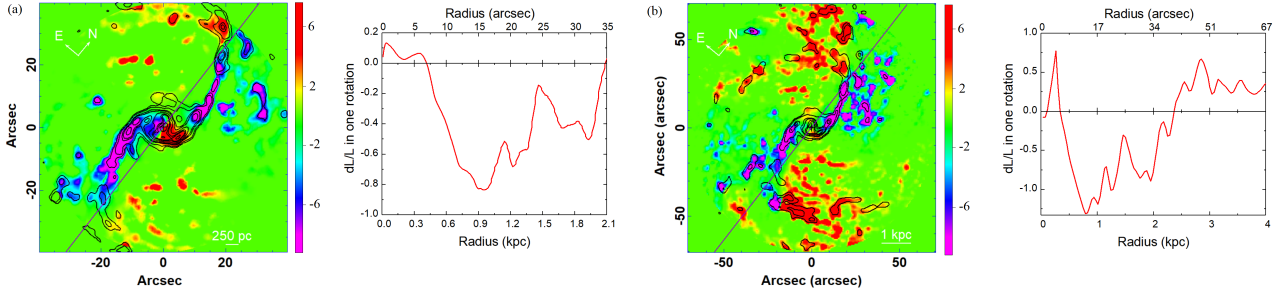 (a)
E
N
20
0
-20
Arcsec
-20
0
20
Arcsec
250 pc
6
2
-2
-6
Radius (arcsec)
0 5 10 15 20 25 30 35
0.2
0.0
-0.2
-0.4
-0.6
-0.8
-1.0
dL/L in one rotation
0.0 0.3 0.6 0.9 1.2 1.5 1.8 2.1
Radius (kpc)
(b)
E
N
50
0
-50
Arcsec (arcsec)
-50
0
50
Arcsec (arcsec)
1 kpc
6
2
-2
-6
Radius (arcsec)
0 17 34 51 67
1.0
0.5
0.0
-0.5
-1.0
dL/L in one rotation
0 1 2 3 4
Radius (kpc)